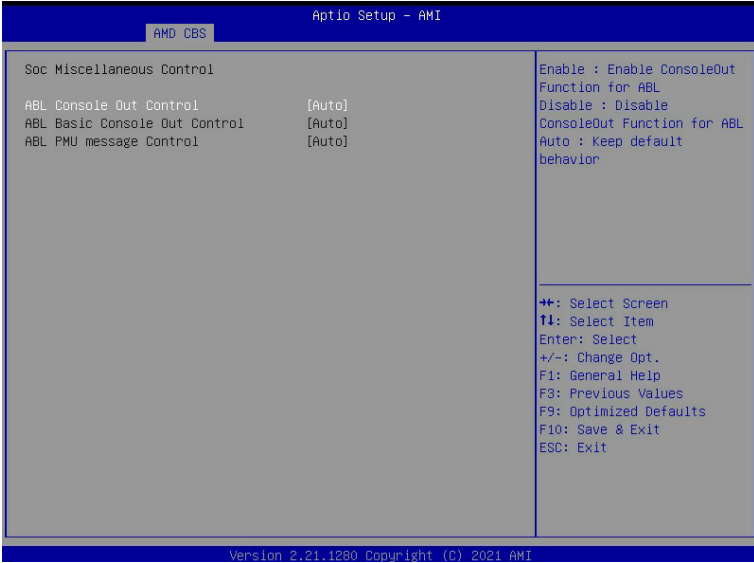 Aptio Setup – AMI
AMD CBS
Soc Miscellaneous Control
ABL Console Out Control [Auto]
ABL Basic Console Out Control [Auto]
ABL PMU message Control [Auto]
Enable : Enable ConsoleOut
Function for ABL
Disable : Disable
ConsoleOut Function for ABL
Auto : Keep default
behavior
→←: Select Screen
↑↓: Select Item
Enter: Select
+/-: Change Opt.
F1: General Help
F3: Previous Values
F9: Optimized Defaults
F10: Save & Exit
ESC: Exit
Version 2.21.1280 Copyright (C) 2021 AMI